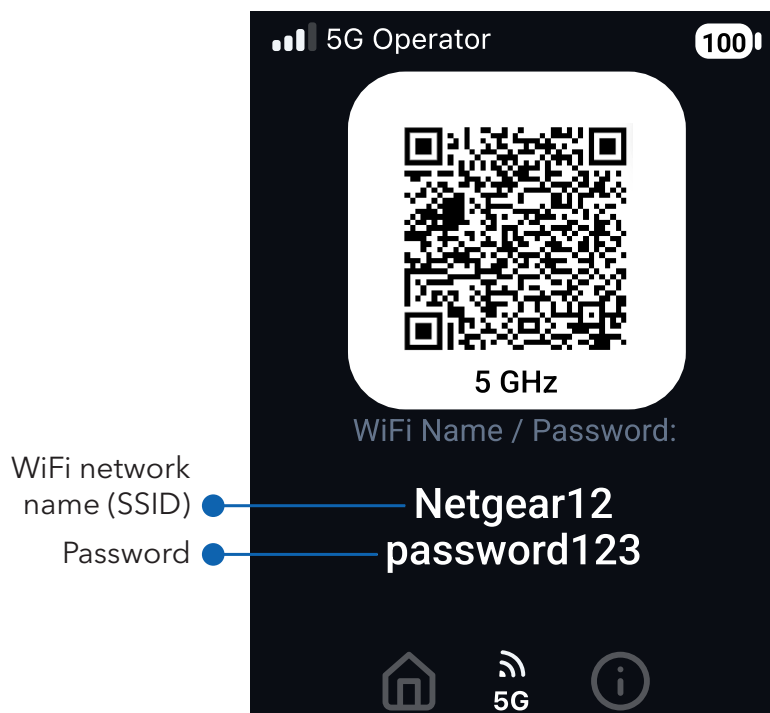 5G Operator
100
5 GHz
WiFi Name / Password:
WiFi network
name (SSID)
Netgear12
Password
password123
5G